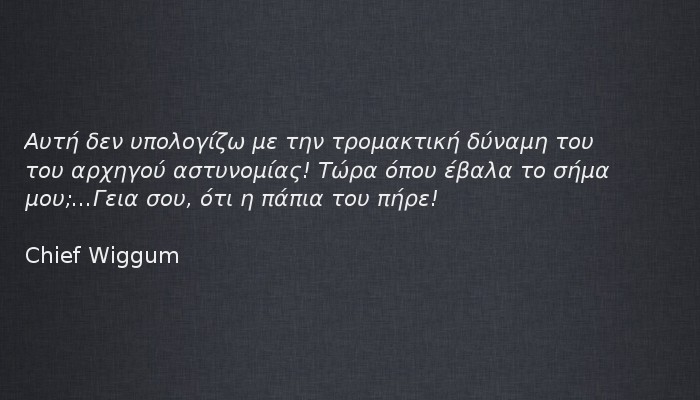 Αυτή δεν υπολογίζω με την τρομακτική δύναμη του
του αρχηγού αστυνομίας! Τώρα όπου έβαλα το σήμα
μου;...Γεια σου, ότι η πάπια του πήρε!
Chief Wiggum